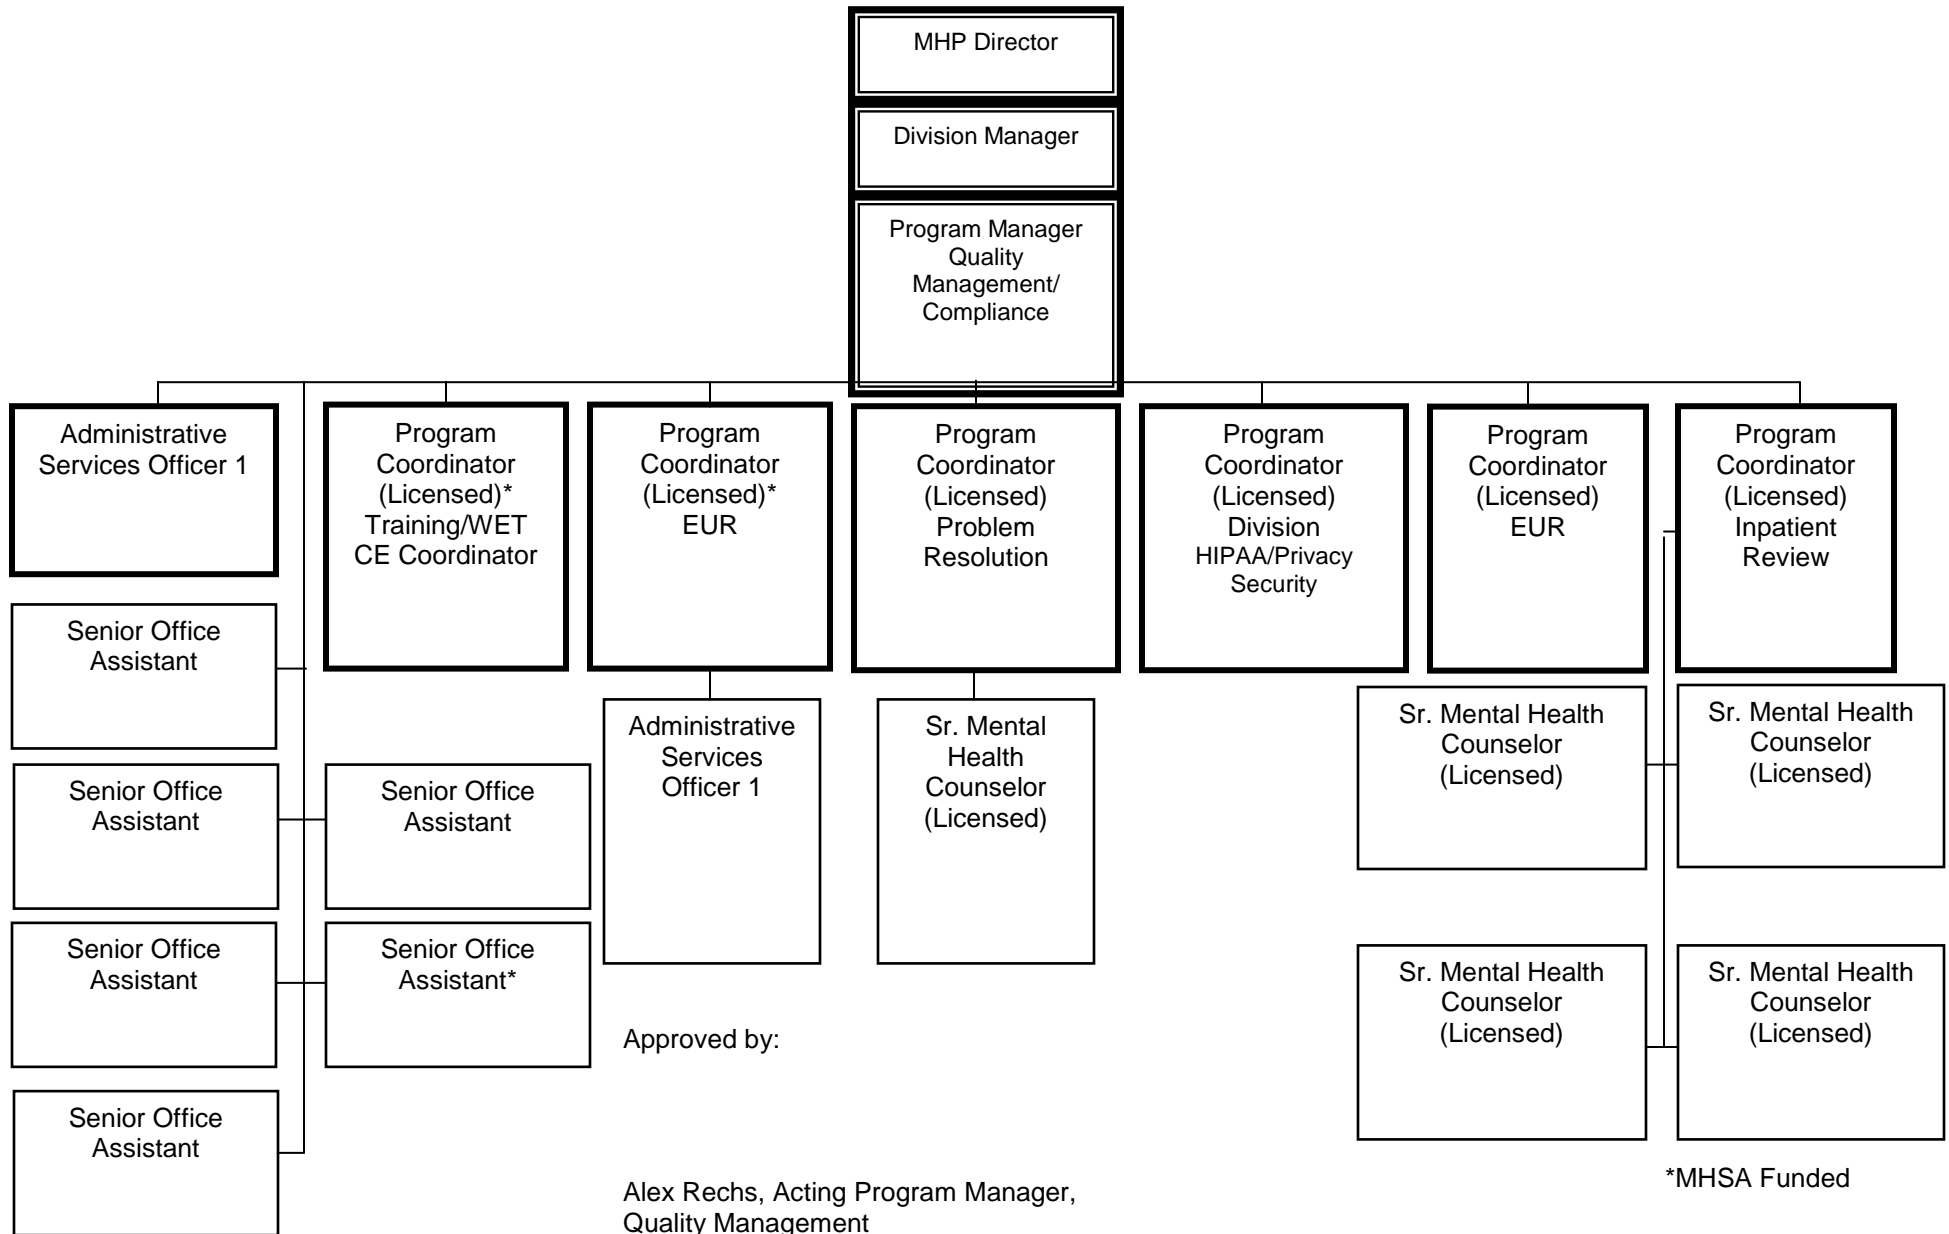 MHP Director
Division Manager
Program Manager
Quality
Management/
Compliance
Administrative
Services Officer 1
Program
Coordinator
(Licensed)*
Training/WET
CE Coordinator
Program
Coordinator
(Licensed)*
EUR
Program
Coordinator
(Licensed)
Problem
Resolution
Program
Coordinator
(Licensed)
Division
HIPAA/Privacy
Security
Program
Coordinator
(Licensed)
EUR
Program
Coordinator
(Licensed)
Inpatient
Review
Senior Office
Assistant
Senior Office
Assistant
Senior Office
Assistant
Senior Office
Assistant
Senior Office
Assistant*
Senior Office
Assistant
Administrative
Services
Officer 1
Sr. Mental
Health
Counselor
(Licensed)
Sr. Mental Health
Counselor
(Licensed)
Sr. Mental Health
Counselor
(Licensed)
Sr. Mental Health
Counselor
(Licensed)
Sr. Mental Health
Counselor
(Licensed)
Approved by:
Alex Rechs, Acting Program Manager,
Quality Management
*MHSA Funded